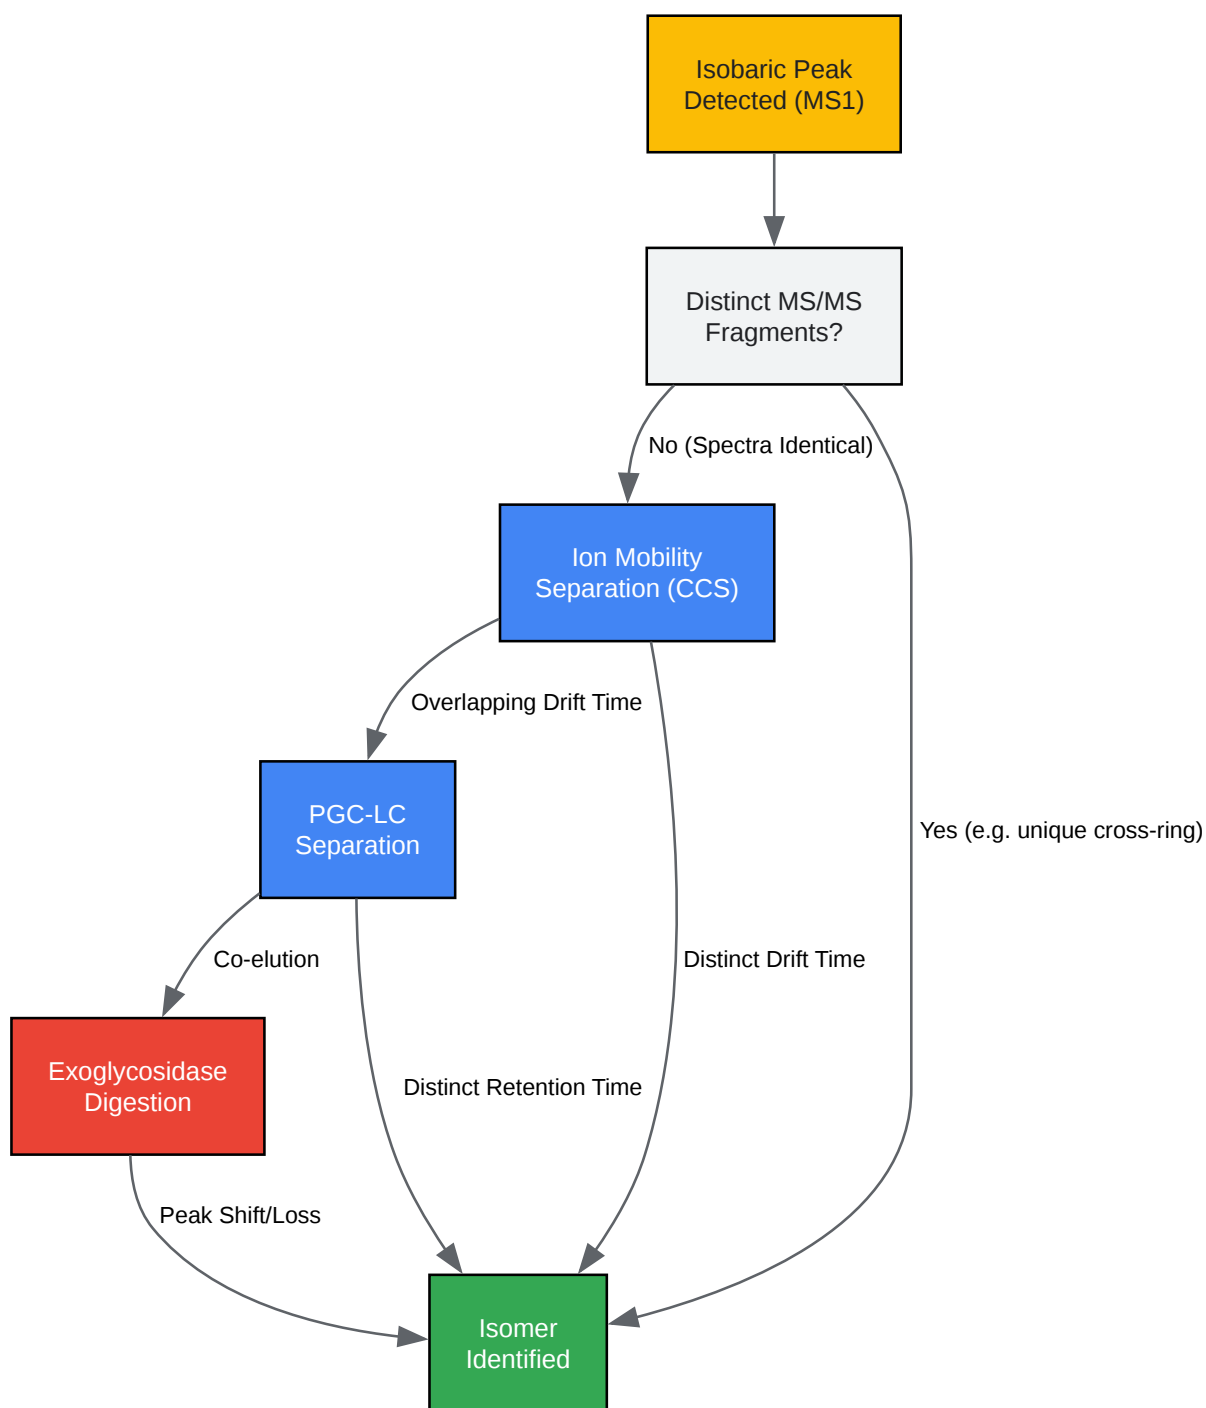 Isobaric Peak
Detected (MS1)
Distinct MS/MS
Fragments?
No (Spectra Identical)
Ion Mobility
Separation (CCS)
Overlapping Drift Time
PGC-LC
Separation
Yes (e.g. unique cross-ring)
Co-elution
Distinct Drift Time
Exoglycosidase
Digestion
Distinct Retention Time
Peak Shift/Loss
Isomer
Identified